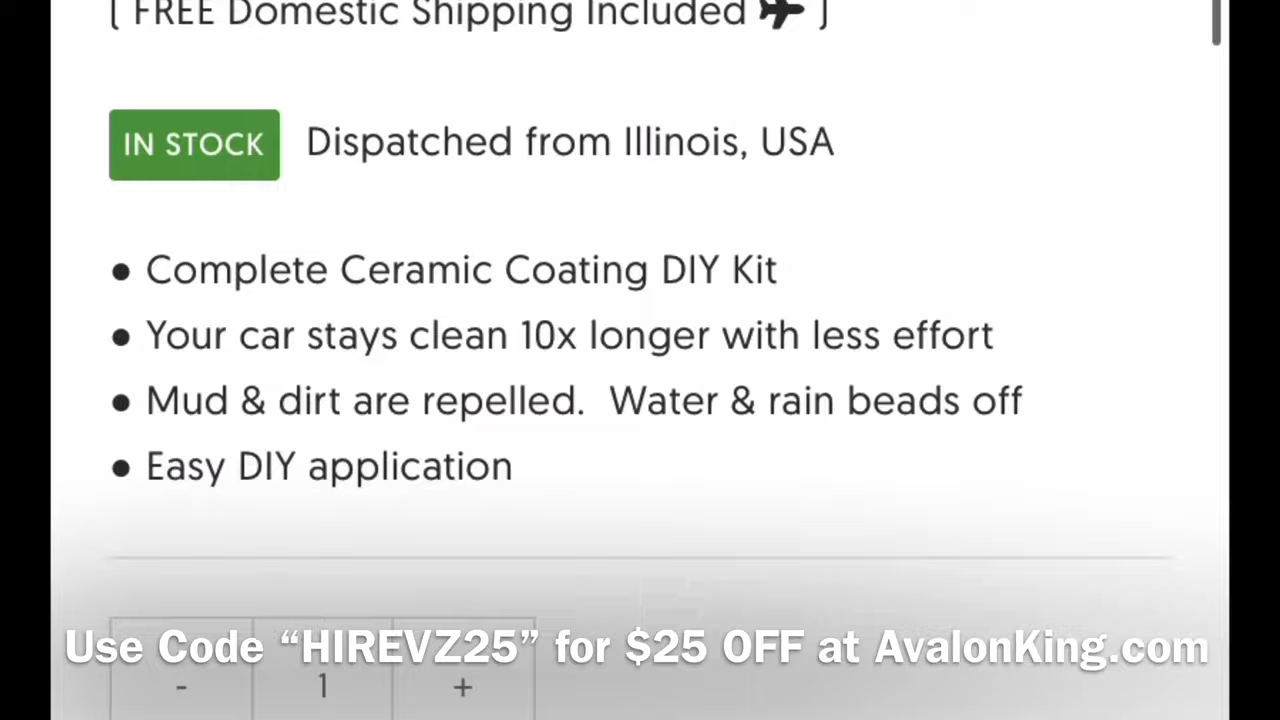 ( FREE Domestic Shipping Included )
IN STOCK Dispatched from Illinois, USA
● Complete Ceramic Coating DIY Kit
● Your car stays clean 10x longer with less effort
● Mud & dirt are repelled. Water & rain beads off
● Easy DIY application
Use Code “HIREVZ25” for $25 OFF at AvalonKing.com
- 1 +